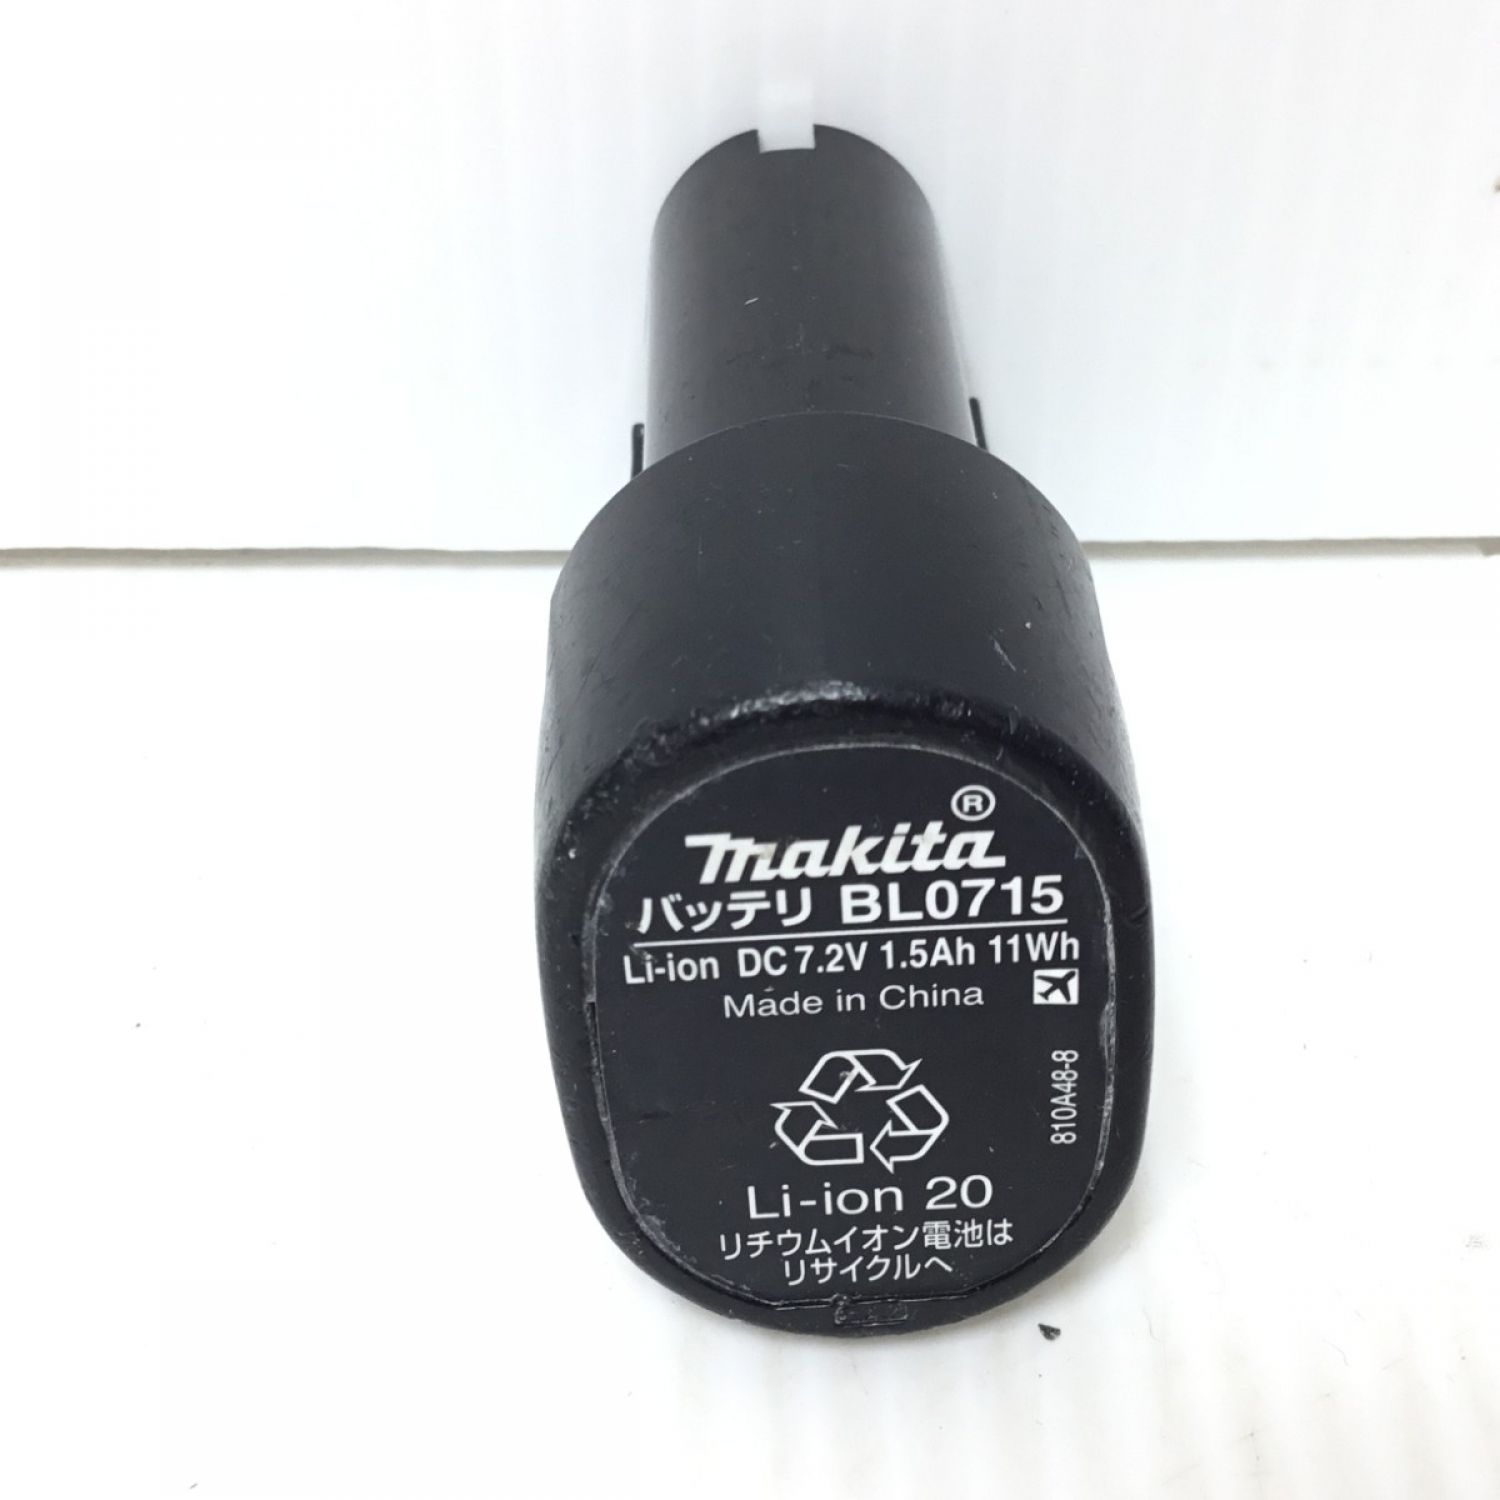 makita®
バッテリ BL0715
Li-ion DC 7.2V 1.5Ah 11Wh
Made in China
810A48-8
Li-ion 20
リチウムイオン電池は
リサイクルへ